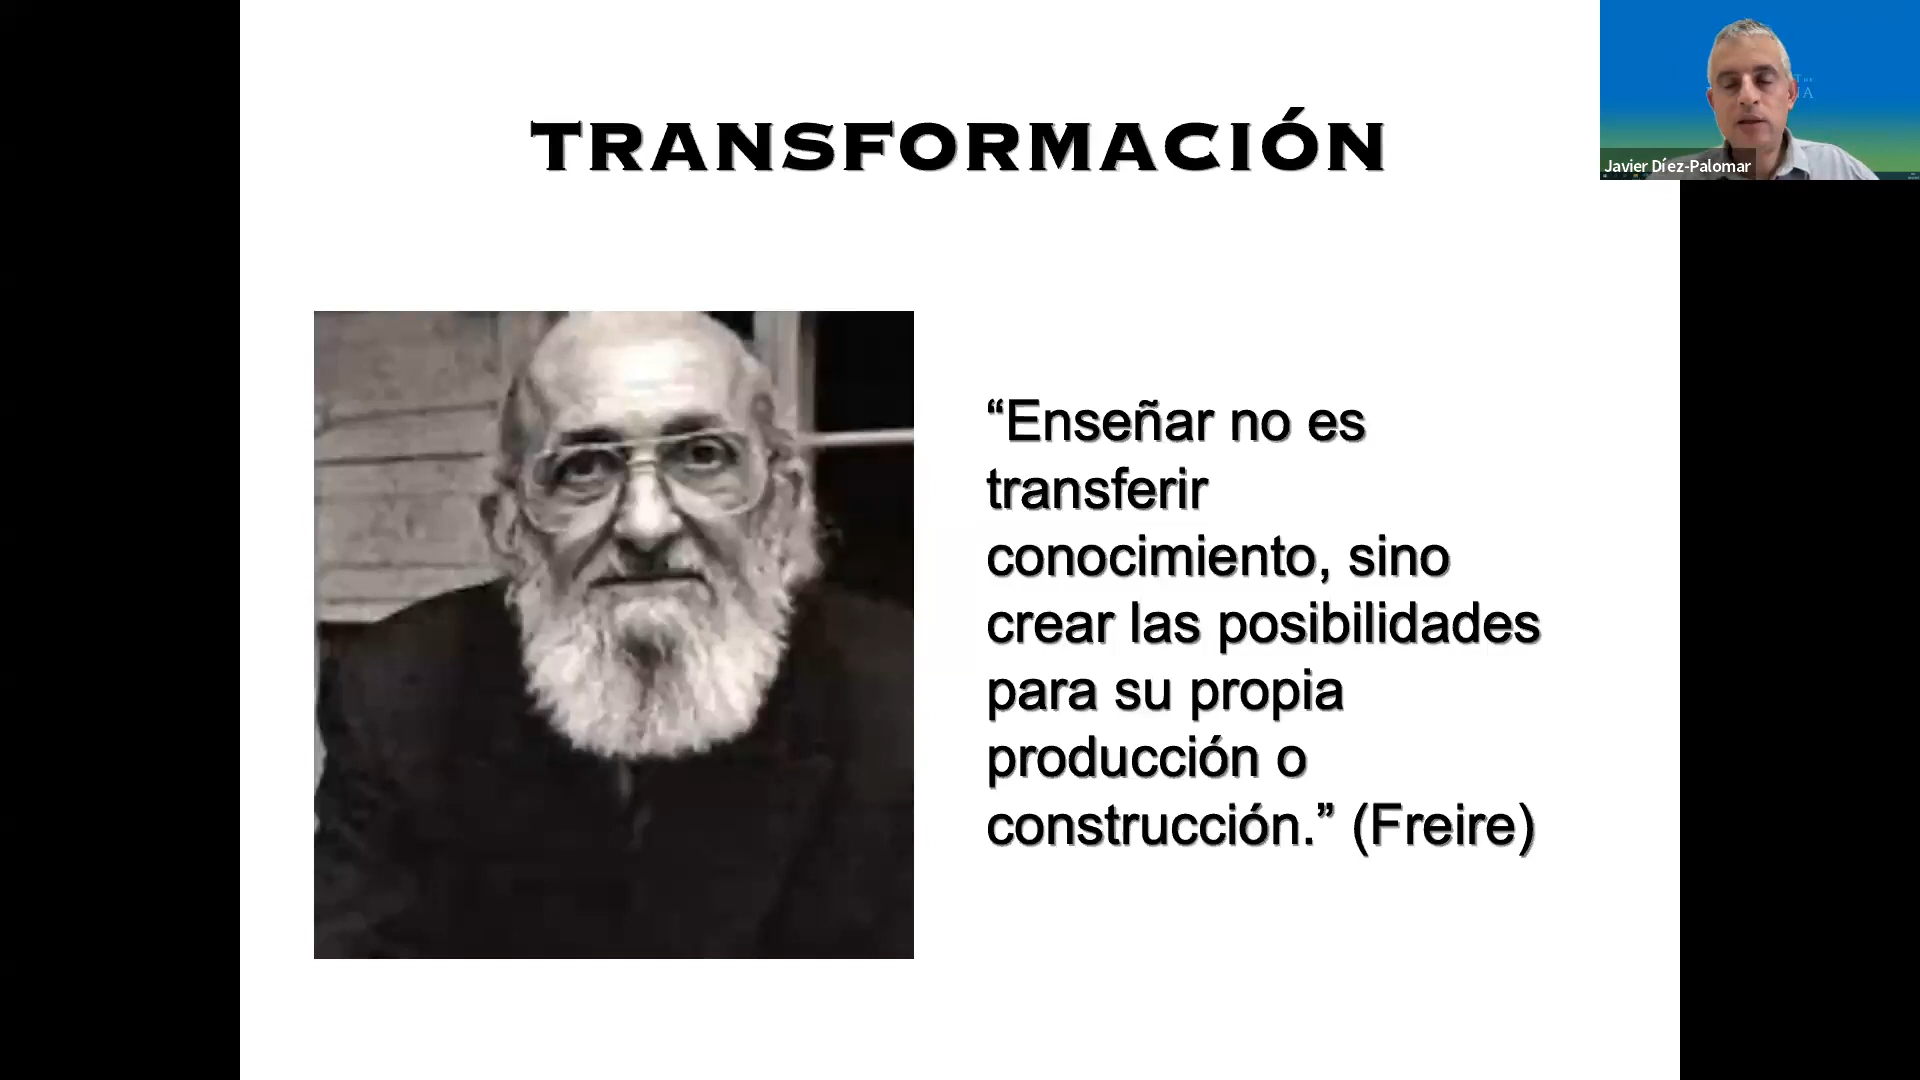 TRANSFORMACIÓN
Javier Díez-Palomar
“Enseñar no es
transferir
conocimiento, sino
crear las posibilidades
para su propia
producción o
construcción.” (Freire)